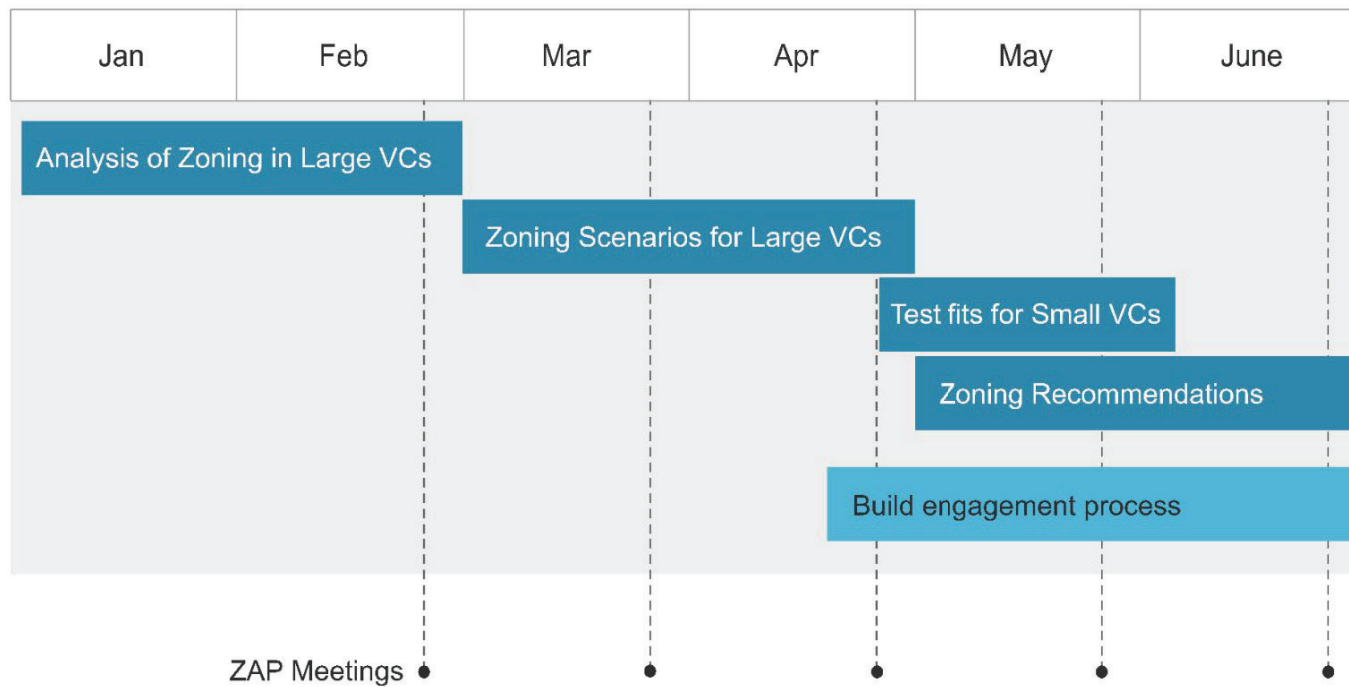 Jan
Feb
Mar
Apr
May
June
Analysis of Zoning in Large VCs
Zoning Scenarios for Large VCs
Test fits for Small VCs
Zoning Recommendations
Build engagement process
ZAP Meetings